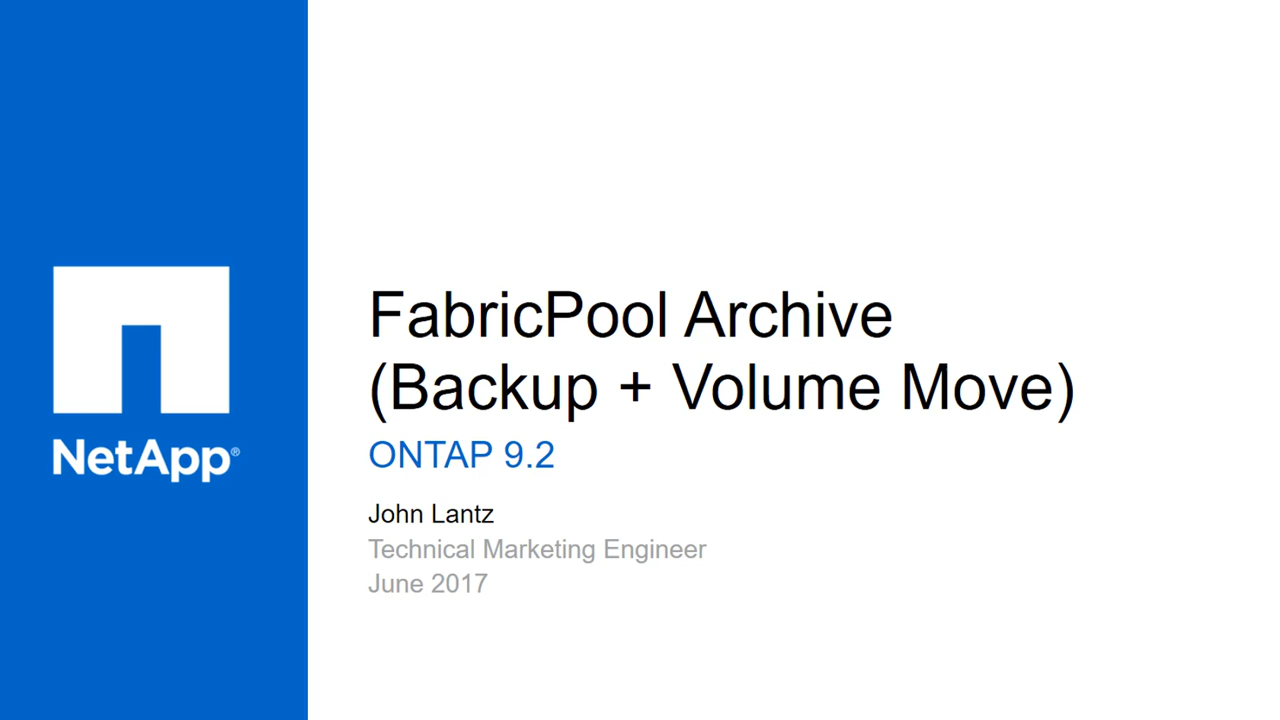 NetApp®
FabricPool Archive
(Backup + Volume Move)
ONTAP 9.2
John Lantz
Technical Marketing Engineer
June 2017